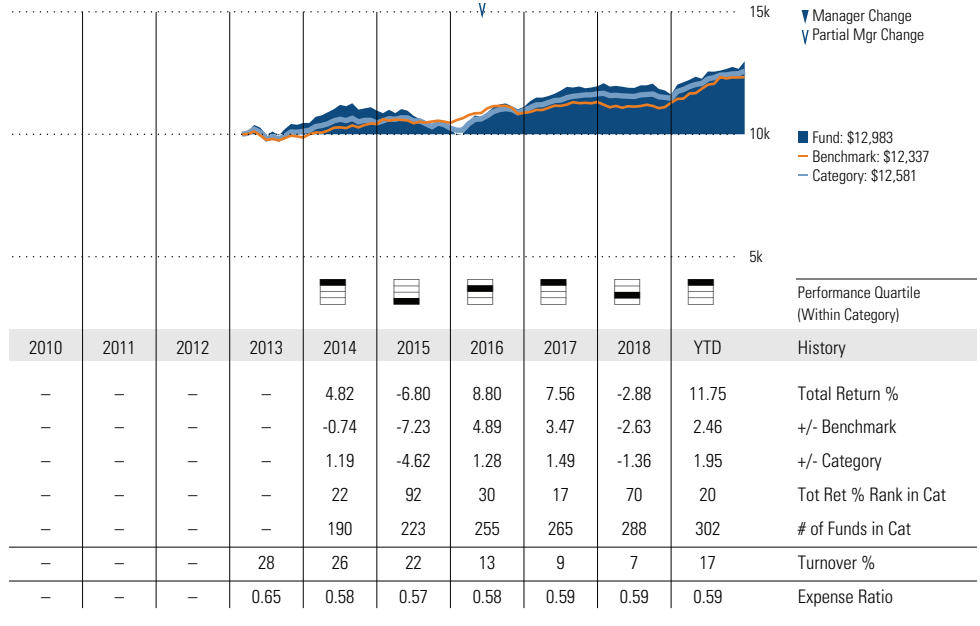 15k
Manager Change
Partial Mgr Change
10k
Fund: $12,983
Benchmark: $12,337
Category: $12,581
5k
Performance Quartile
(Within Category)
2010 2011 2012 2013 2014 2015 2016 2017 2018 YTD History
– – – – 4.82 -6.80 8.80 7.56 -2.88 11.75 Total Return %
– – – – -0.74 -7.23 4.89 3.47 -2.63 2.46 +/- Benchmark
– – – – 1.19 -4.62 1.28 1.49 -1.36 1.95 +/- Category
– – – – 22 92 30 17 70 20 Tot Ret % Rank in Cat
– – – – 190 223 255 265 288 302 # of Funds in Cat
– – – 28 26 22 13 9 7 17 Turnover %
– – – 0.65 0.58 0.57 0.58 0.59 0.59 0.59 Expense Ratio